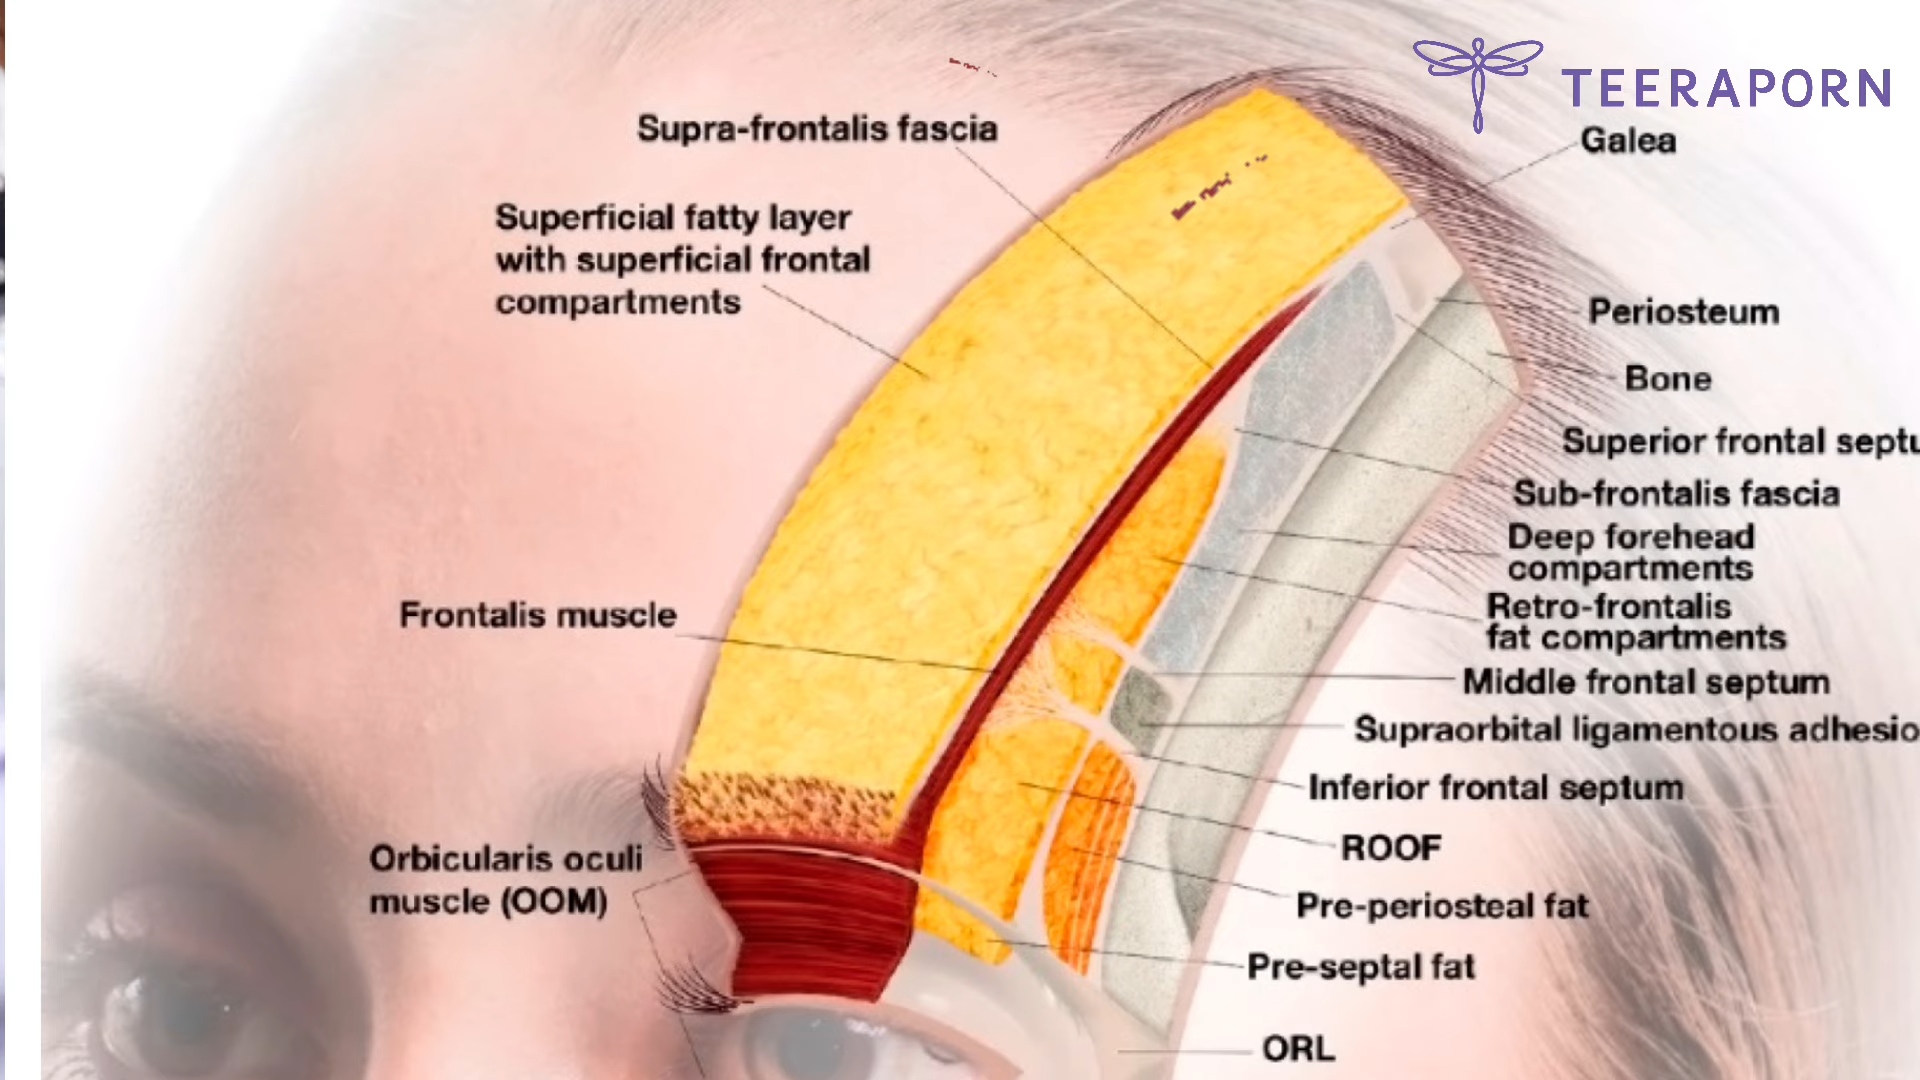 TEERAPORN
Supra-frontalis fascia
Galea
Superficial fatty layer
with superficial frontal
compartments
Periosteum
Bone
Superior frontal septu
Sub-frontalis fascia
Deep forehead
compartments
Retro-frontalis
fat compartments
Frontalis muscle
Middle frontal septum
Supraorbital ligamentous adhesio
Inferior frontal septum
ROOF
Orbicularis oculi
muscle (OOM)
Pre-periosteal fat
Pre-septal fat
ORL